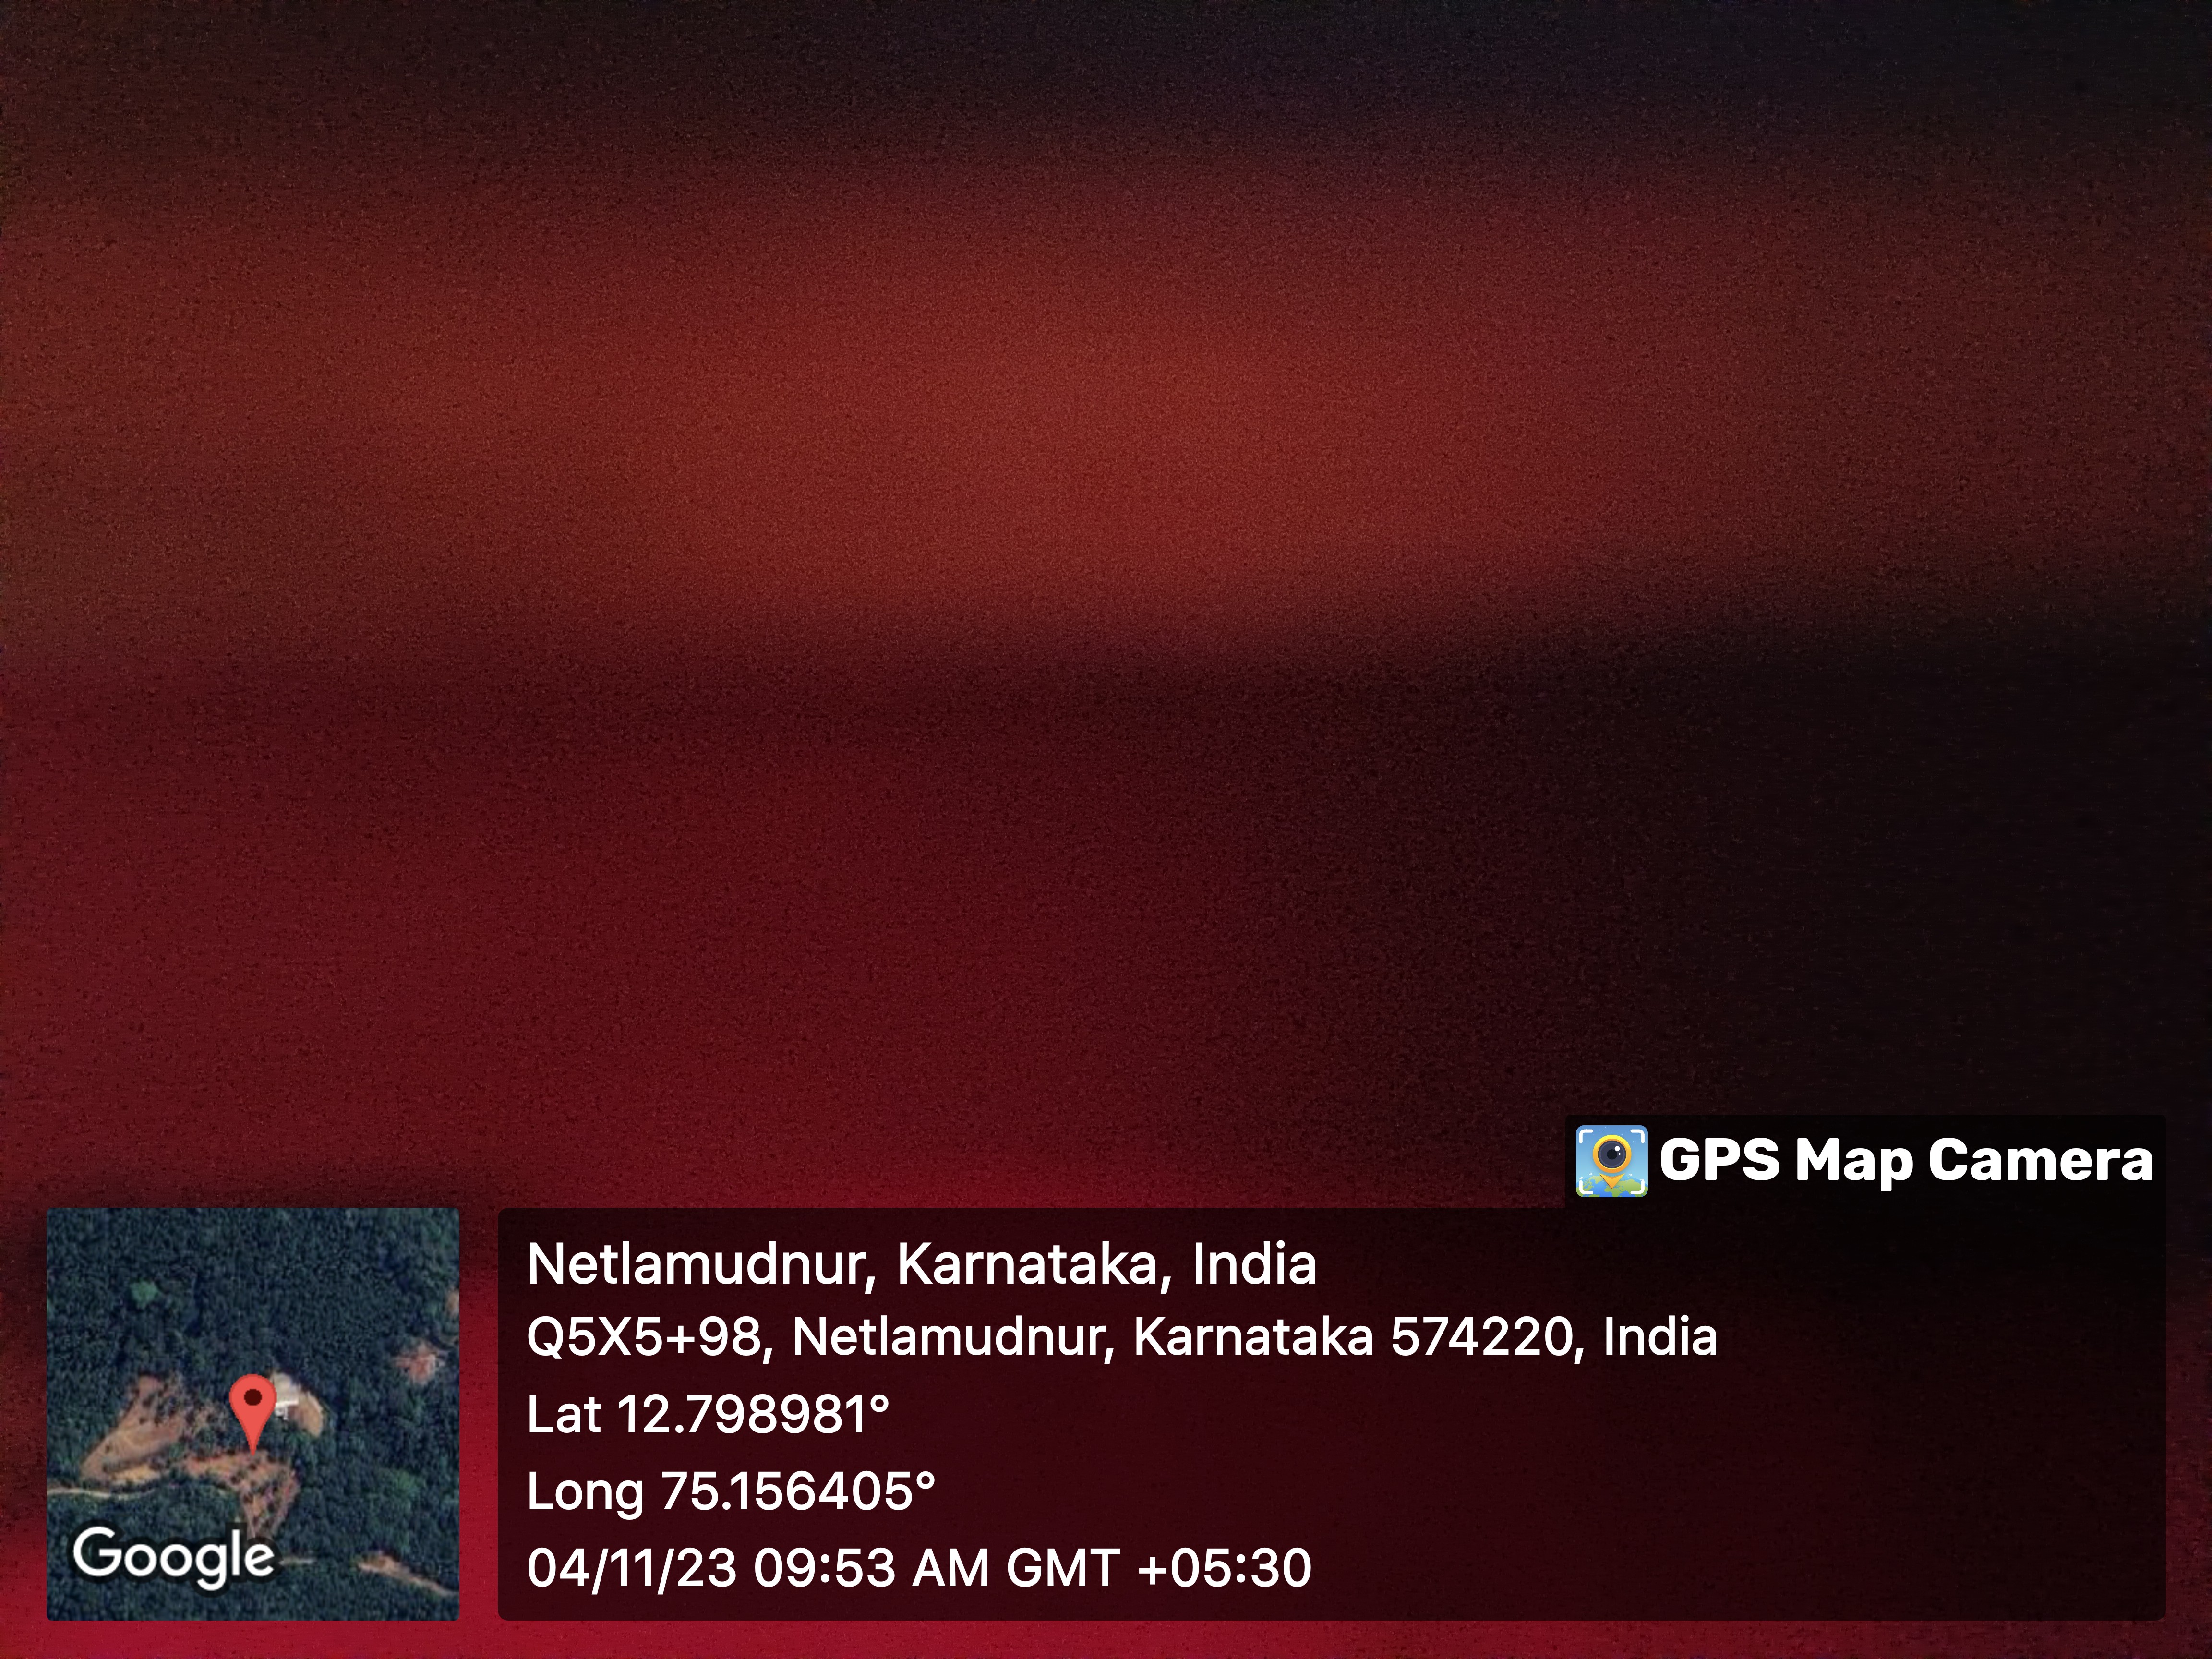 GPS Map Camera
Netlamudnur, Karnataka, India
Q5X5+98, Netlamudnur, Karnataka 574220, India
Lat 12.798981°
Long 75.156405°
04/11/23 09:53 AM GMT +05:30
Google